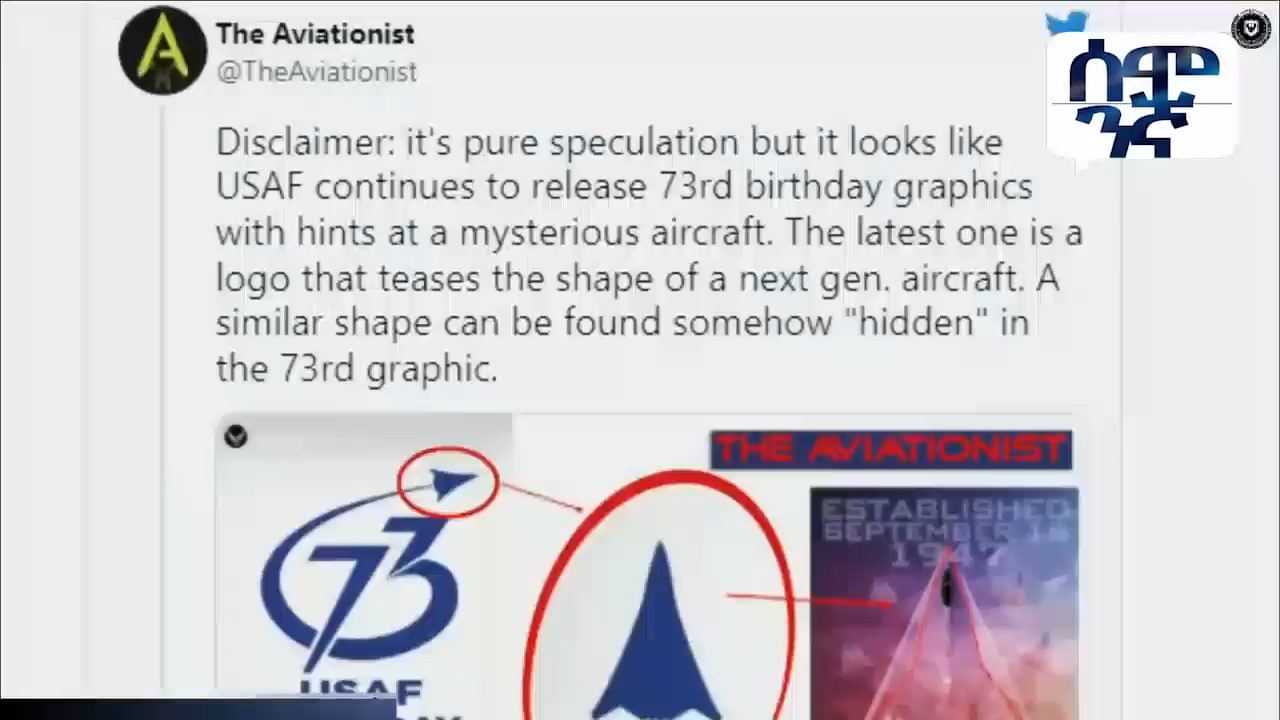 The Aviationist
@TheAviationist
ሰሞ
ኛና
Disclaimer: it's pure speculation but it looks like
USAF continues to release 73rd birthday graphics
with hints at a mysterious aircraft. The latest one is a
logo that teases the shape of a next gen. aircraft. A
similar shape can be found somehow "hidden" in
the 73rd graphic.
THE AVIATIONIST
73
USAF
ESTABLISHED
SEPTEMBER 18
1947